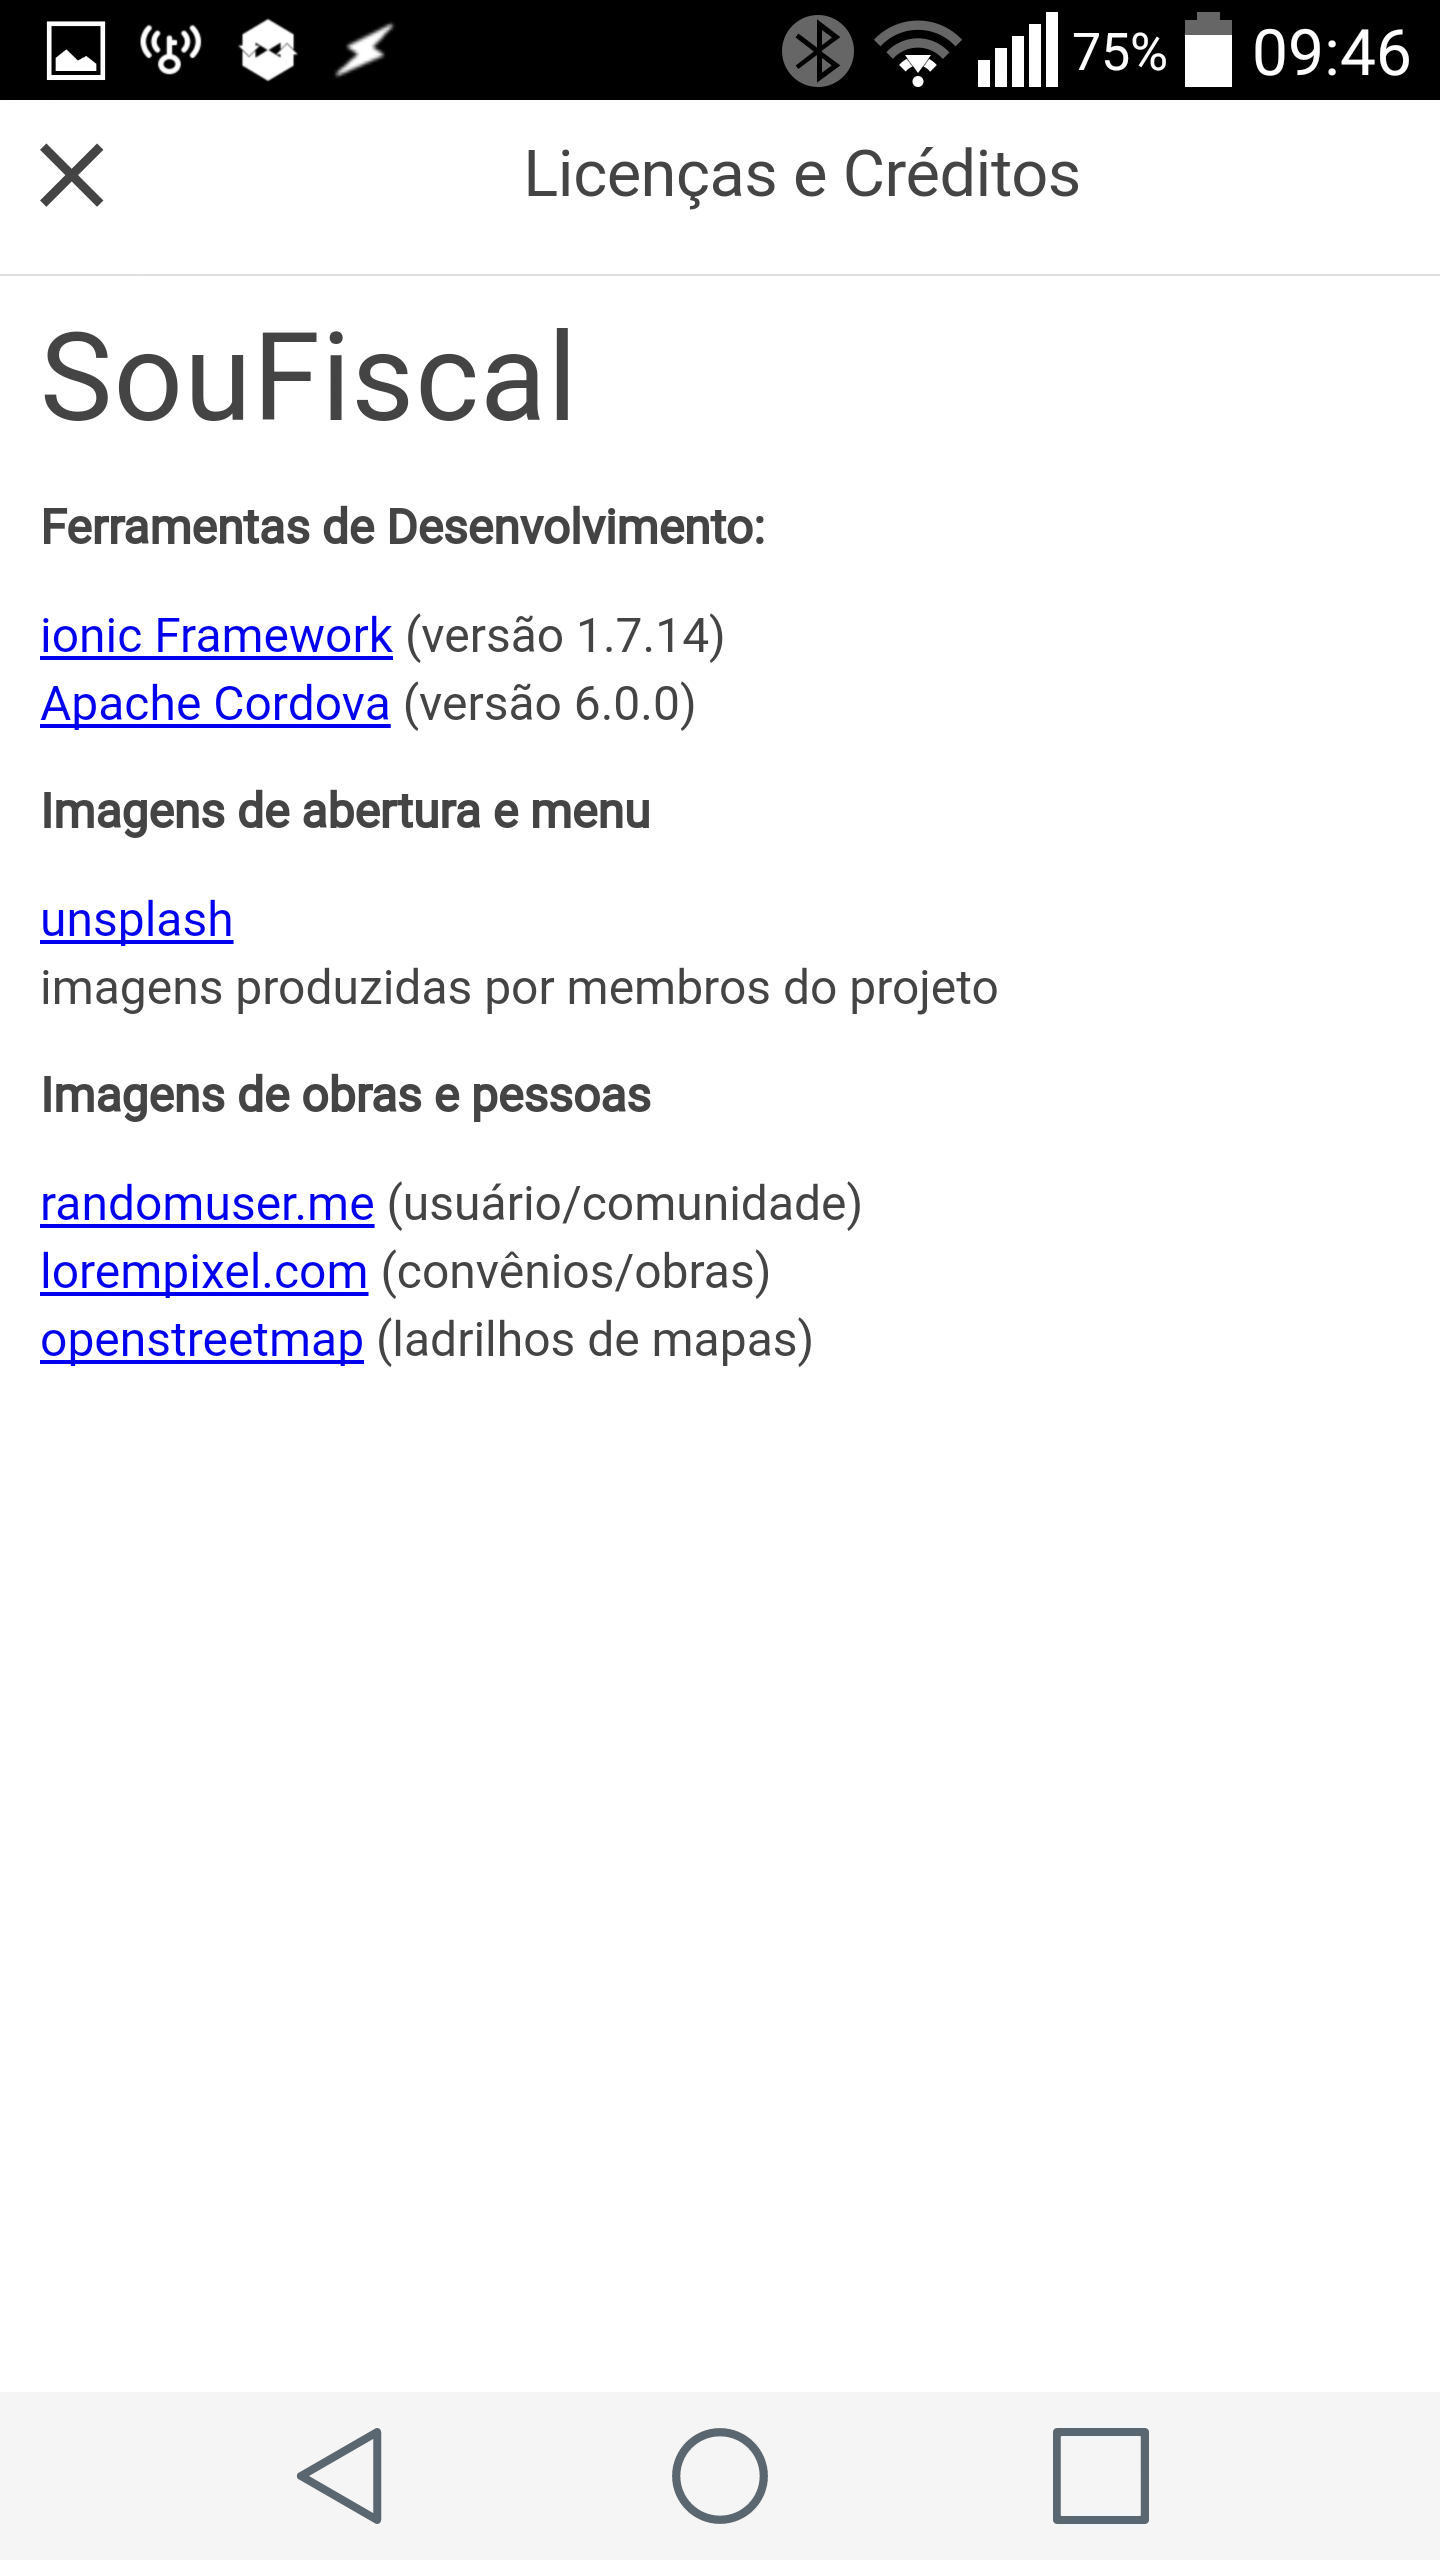 75% 09:46
Licenças e Créditos
SouFiscal
Ferramentas de Desenvolvimento:
ionic Framework (versão 1.7.14)
Apache Cordova (versão 6.0.0)
Imagens de abertura e menu
unsplash
imagens produzidas por membros do projeto
Imagens de obras e pessoas
randomuser.me (usuário/comunidade)
lorempixel.com (convênios/obras)
openstreetmap (ladrilhos de mapas)